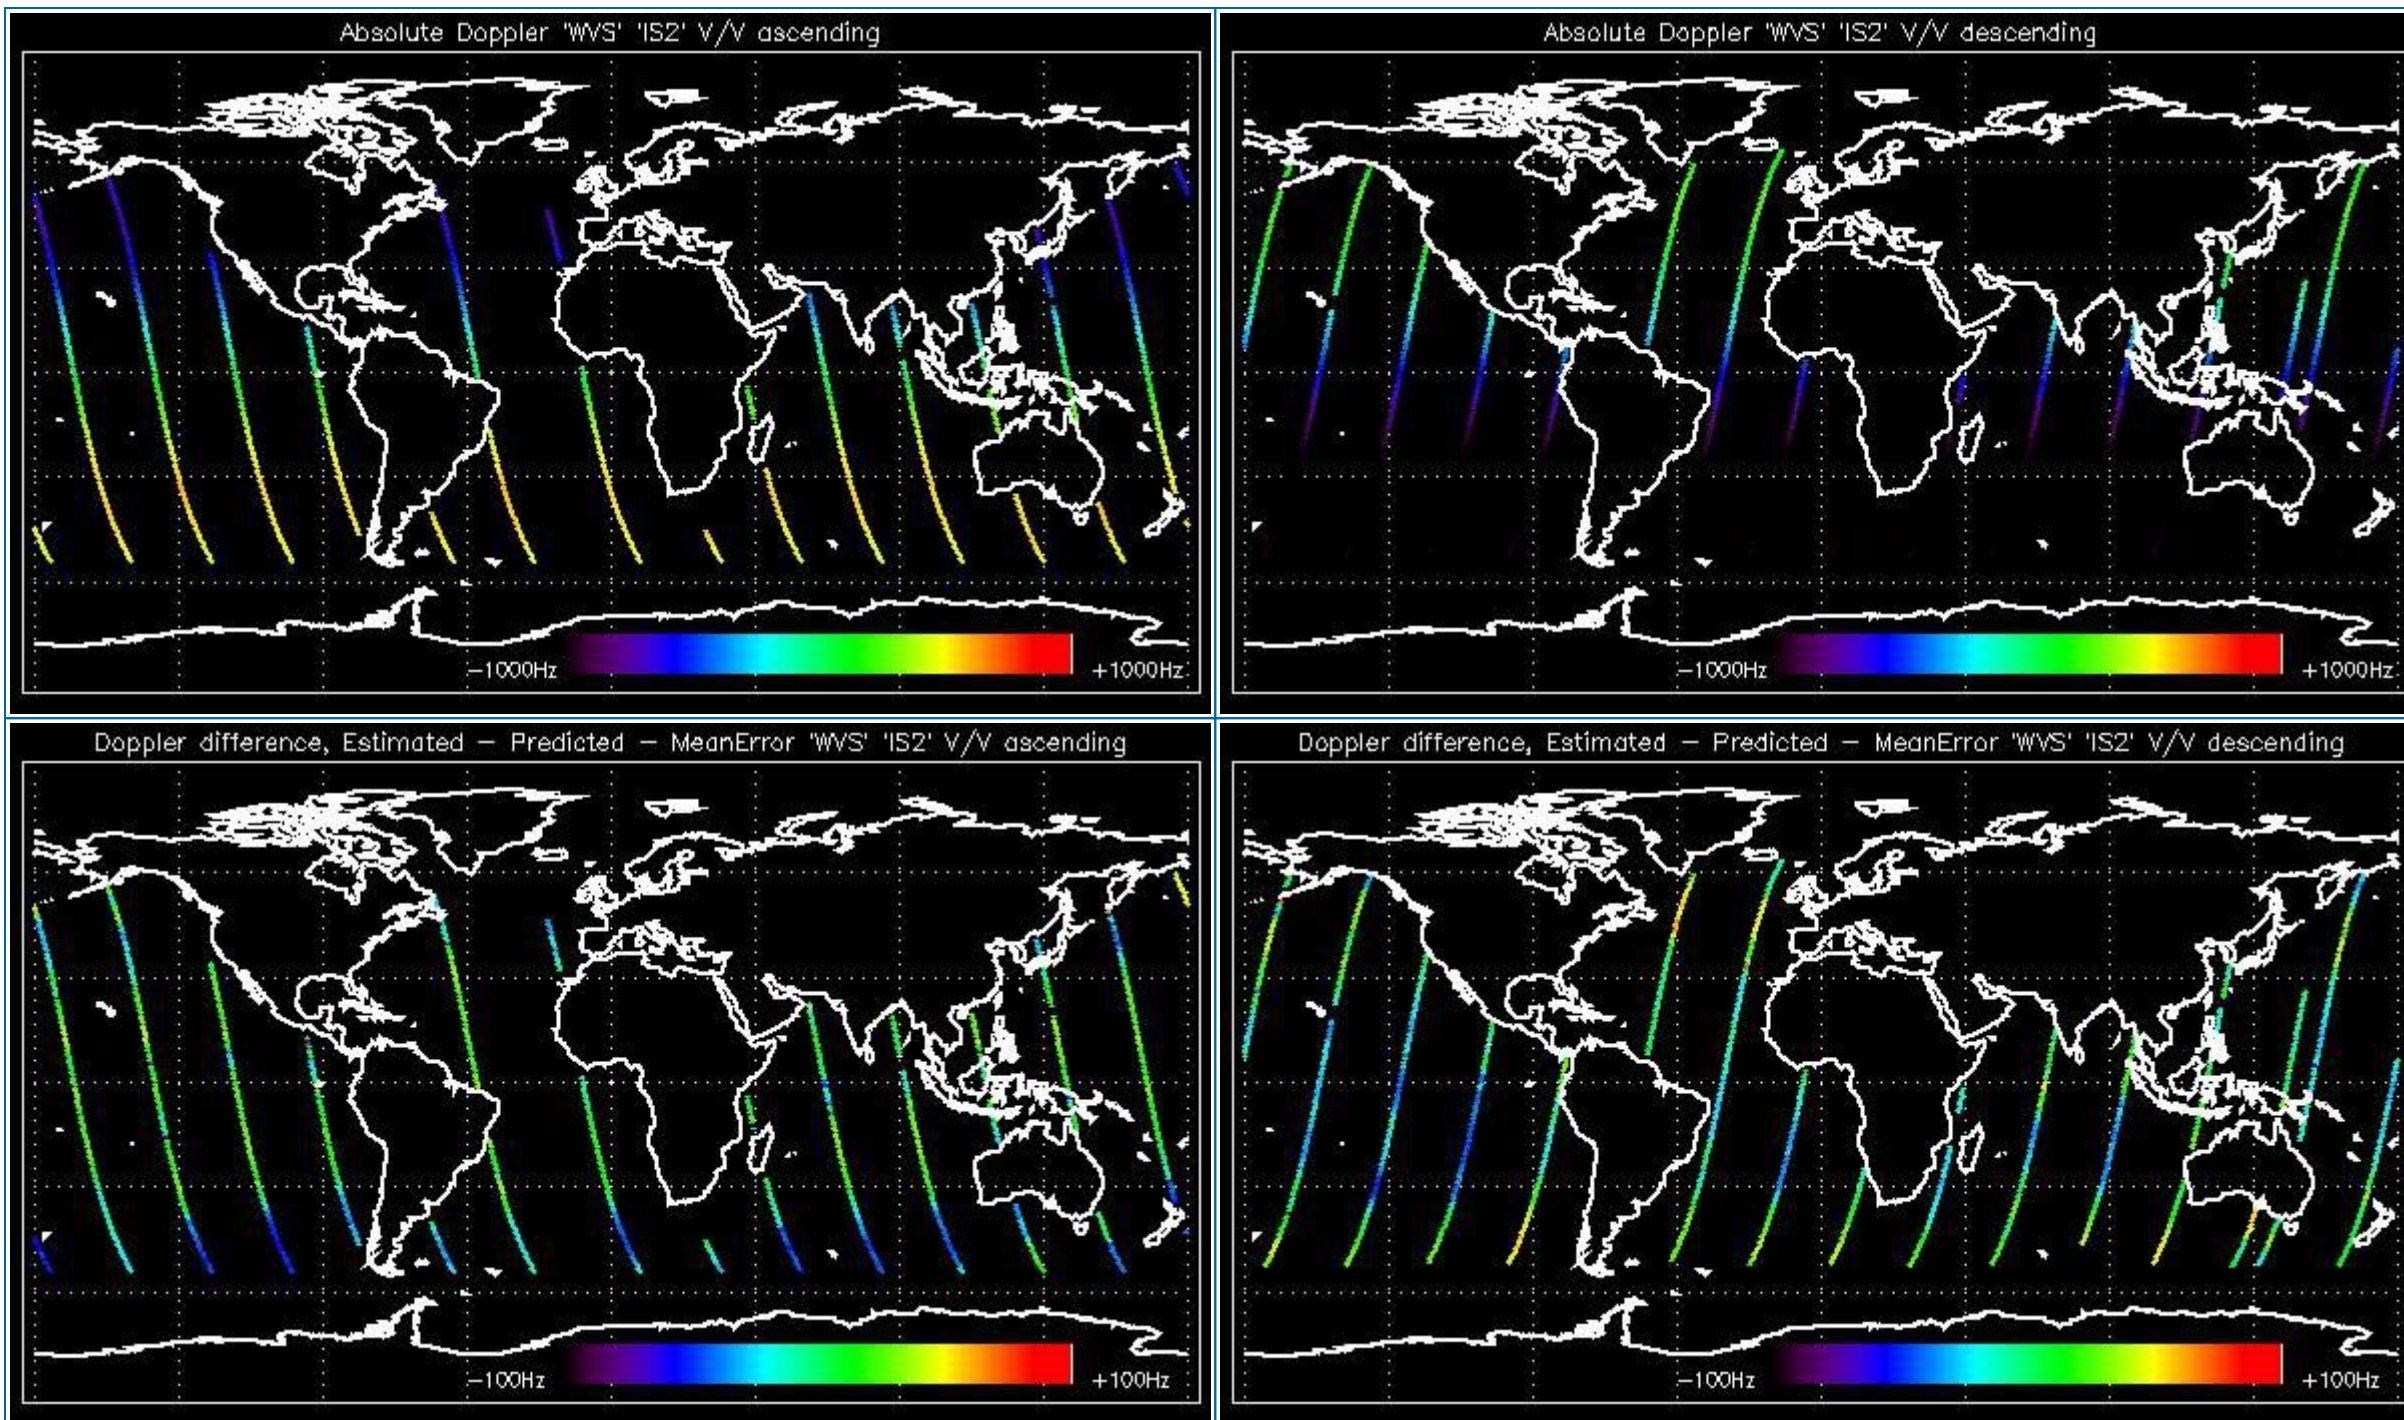 Absolute Doppler 'WVS' 'IS2' V/V ascending
−1000Hz
+1000Hz
Absolute Doppler 'WVS' 'IS2' V/V descending
−1000Hz
+1000Hz
Doppler difference, Estimated − Predicted − MeanError 'WVS' 'IS2' V/V ascending
−100Hz
+100Hz
Doppler difference, Estimated − Predicted − MeanError 'WVS' 'IS2' V/V descending
−100Hz
+100Hz